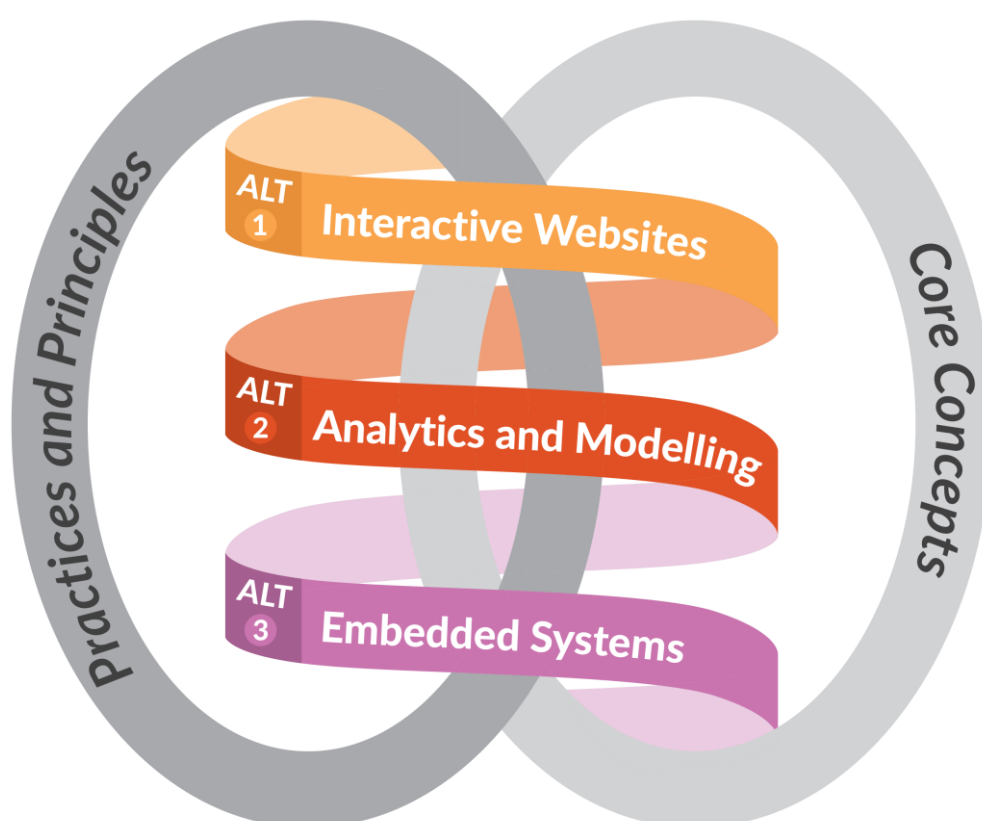 Practices and Principles
ALT
1
Interactive Websites
ALT
2
Analytics and Modelling
ALT
3
Embedded Systems
Core Concepts